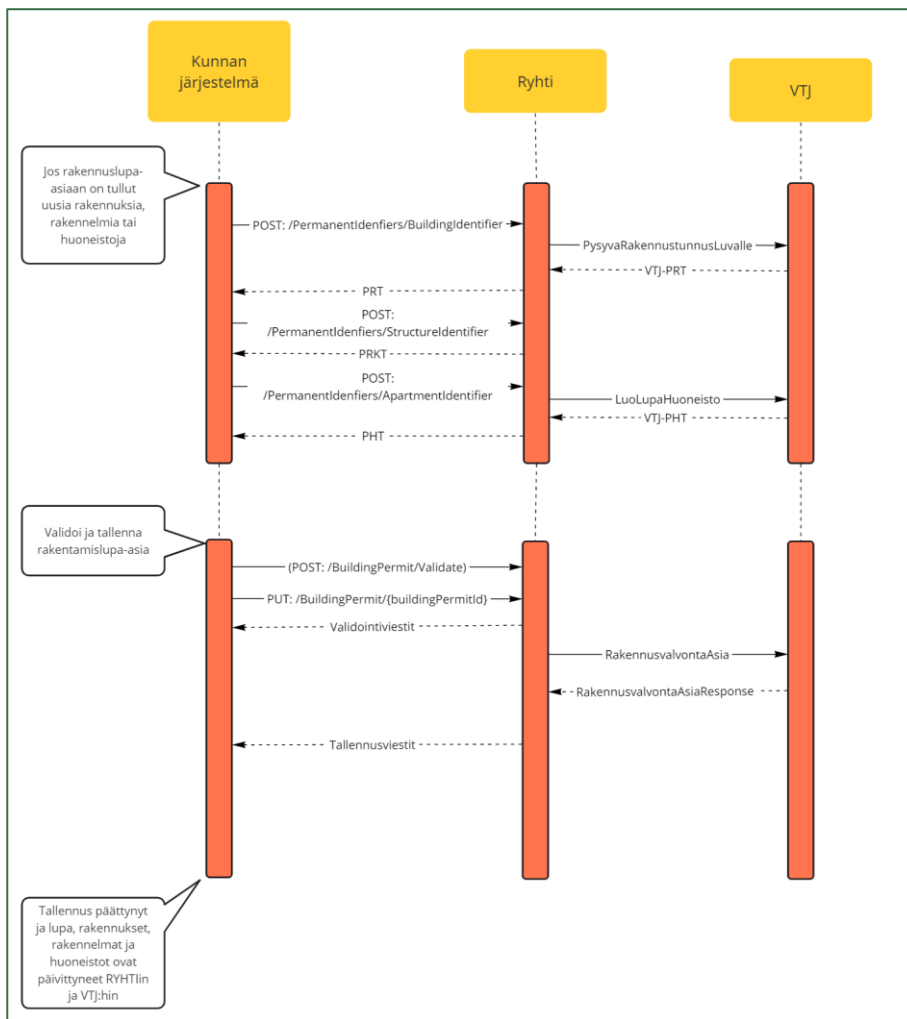 Kunnan
järjestelmä
Ryhti
VTJ
Jos rakennuslupa-
asiaan on tullut
uusia rakennuksia,
rakennelmia tai
huoneistoja
POST: /PermanentIdenfiers/BuildingIdentifier
PysyvaRakennustunnusLuvalle
VTJ-PRT
PRT
POST:
/PermanentIdenfiers/StructureIdentifier
PRKT
POST:
/PermanentIdenfiers/ApartmentIdentifier
LuoLupaHuoneisto
VTJ-PHT
PHT
Validoi ja tallenna
rakentamislupa-asia
(POST: /BuildingPermit/Validate)
PUT: /BuildingPermit/{buildingPermitId}
Validointiviestit
RakennusvalvontaAsia
RakennusvalvontaAsiaResponse
Tallennusviestit
Tallennus päättynyt
ja lupa, rakennukset,
rakennelmat ja
huoneistot ovat
päivittyneet RYHTIin
ja VTJ:hin